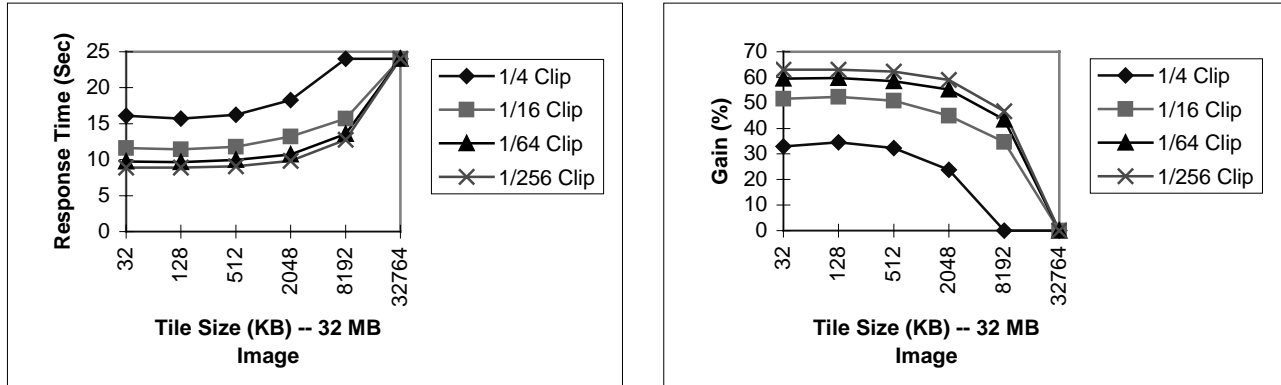 Response Time (Sec)
25
20
15
10
5
0
32
128
512
2048
8192
32764
Tile Size (KB) -- 32 MB
Image
1/4 Clip
1/16 Clip
1/64 Clip
1/256 Clip
Gain (%)
70
60
50
40
30
20
10
0
32
128
512
2048
8192
32764
Tile Size (KB) -- 32 MB
Image
1/4 Clip
1/16 Clip
1/64 Clip
1/256 Clip